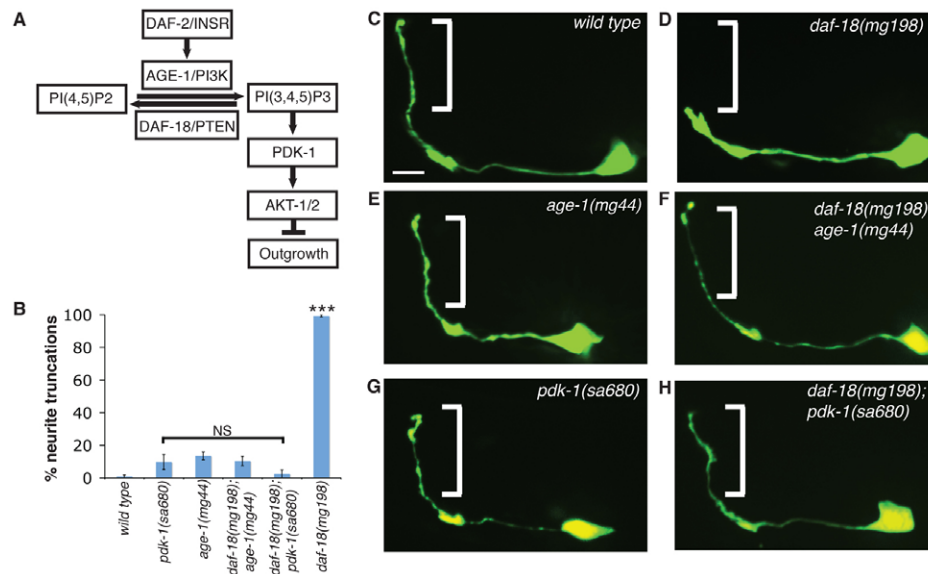 A
DAF-2/INSR
AGE-1/PI3K
PI(4,5)P2
PI(3,4,5)P3
DAF-18/PTEN
PDK-1
AKT-1/2
Outgrowth
B
% neurite truncations
100
80
60
40
20
0
NS
***
wild type
pdk-1(sa680)
age-1(mg44)
daf-18(mg198);
age-1(mg44)
daf-18(mg198);
pdk-1(sa680)
daf-18(mg198)
C
wild type
D
daf-18(mg198)
E
age-1(mg44)
F
daf-18(mg198)
age-1(mg44)
G
pdk-1(sa680)
H
daf-18(mg198);
pdk-1(sa680)